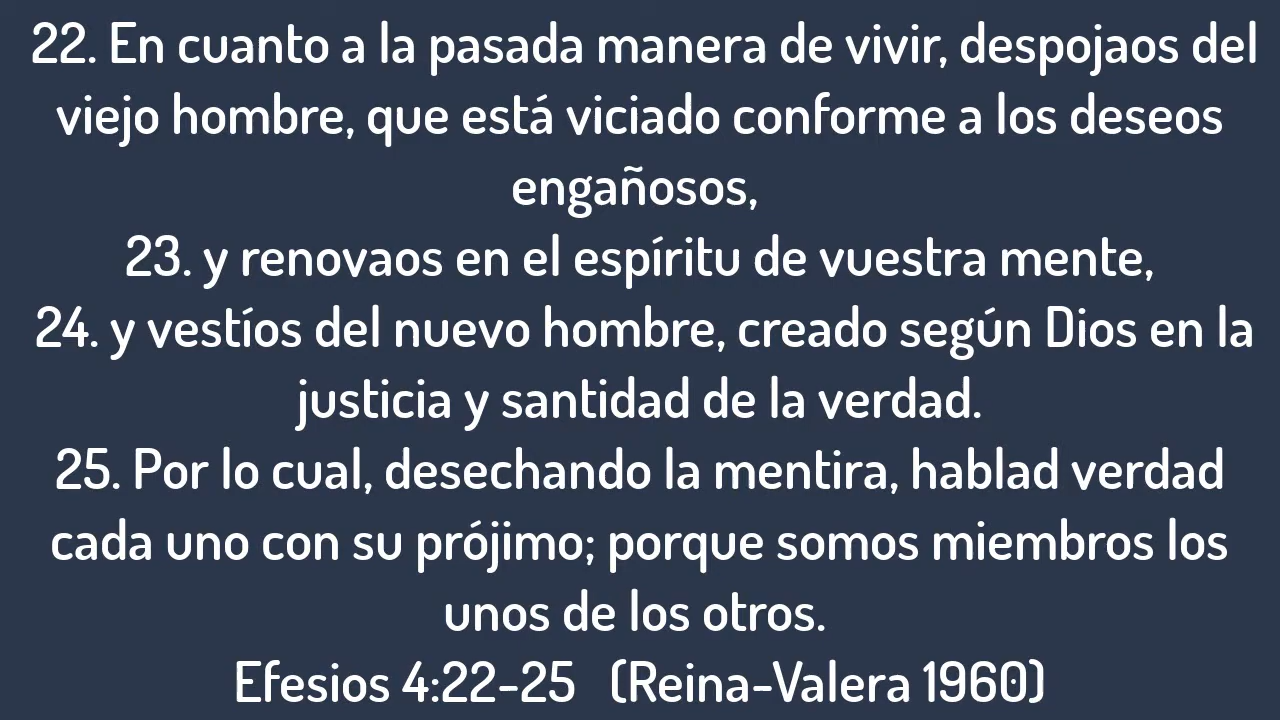 22. En cuanto a la pasada manera de vivir, despojaos del
viejo hombre, que está viciado conforme a los deseos
engañosos,
23. y renovaos en el espíritu de vuestra mente,
24. y vestíos del nuevo hombre, creado según Dios en la
justicia y santidad de la verdad.
25. Por lo cual, desechando la mentira, hablad verdad
cada uno con su prójimo; porque somos miembros los
unos de los otros.
Efesios 4:22-25 (Reina-Valera 1960)